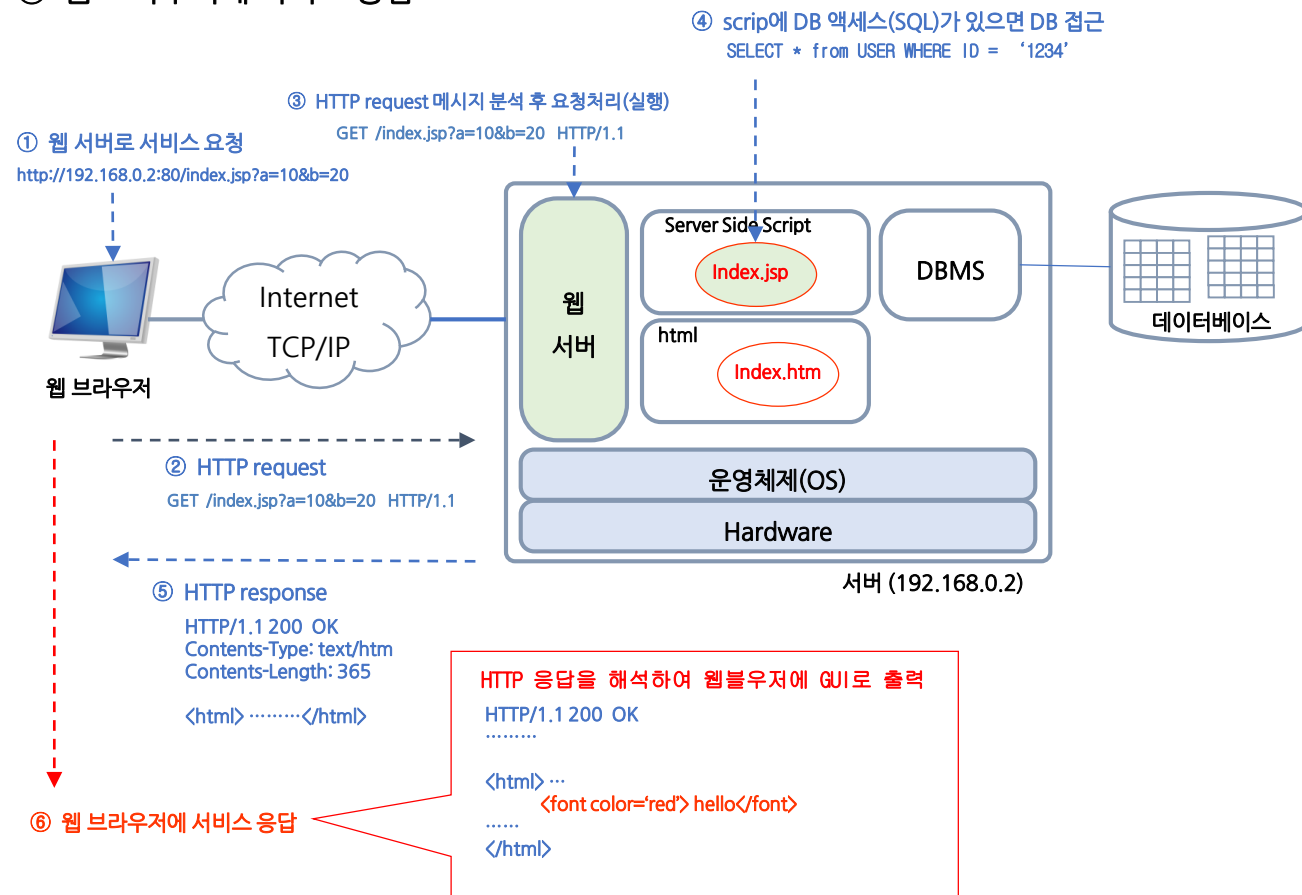 ④ scrip에 DB 액세스(SQL)가 있으면 DB 접근
SELECT * from USER WHERE ID = ‘1234’
③ HTTP request 메시지 분석 후 요청처리(실행)
GET /index.jsp?a=10&b=20 HTTP/1.1
① 웹 서버로 서비스 요청
http://192.168.0.2:80/index.jsp?a=10&b=20
Internet
TCP/IP
웹 브라우저
웹
서버
Server Side Script
Index.jsp
html
Index.htm
DBMS
데이터베이스
운영체제(OS)
Hardware
서버 (192.168.0.2)
② HTTP request
GET /index.jsp?a=10&b=20 HTTP/1.1
⑤ HTTP response
HTTP/1.1 200 OK
Contents-Type: text/htm
Contents-Length: 365
<html> ………</html>
⑥ 웹 브라우저에 서비스 응답
HTTP 응답을 해석하여 웹블우저에 GUI로 출력
HTTP/1.1 200 OK
………
<html> …
<font color=‘red’> hello</font>
……
</html>